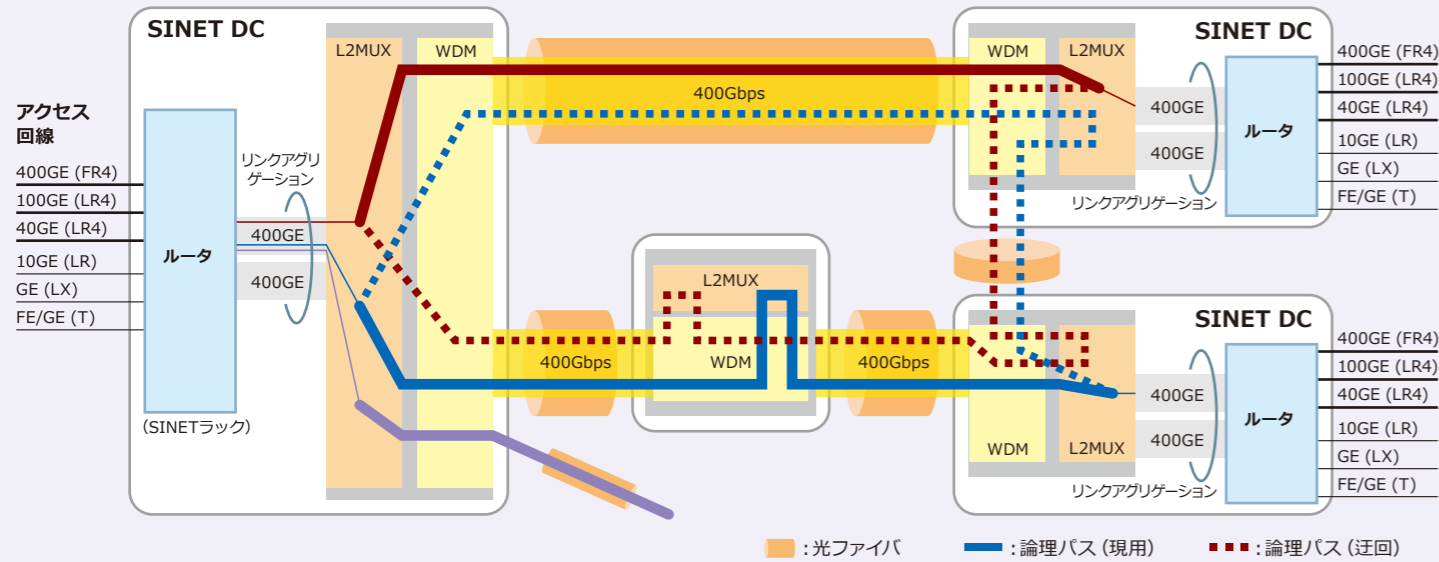 SINET DC
L2MUX
WDM
アクセス
回線
400GE (FR4)
100GE (LR4)
40GE (LR4)
10GE (LR)
GE (LX)
FE/GE (T)
ルータ
(SINETラック)
リンクアグリ
ゲーション
400GE
400GE
400Gbps
400Gbps
L2MUX
WDM
400Gbps
SINET DC
WDM
L2MUX
400GE
400GE
リンクアグリゲーション
ルータ
400GE (FR4)
100GE (LR4)
40GE (LR4)
10GE (LR)
GE (LX)
FE/GE (T)
SINET DC
WDM
L2MUX
400GE
400GE
リンクアグリゲーション
ルータ
400GE (FR4)
100GE (LR4)
40GE (LR4)
10GE (LR)
GE (LX)
FE/GE (T)
:光ファイバ
:論理パス (現用)
:論理パス (迂回)